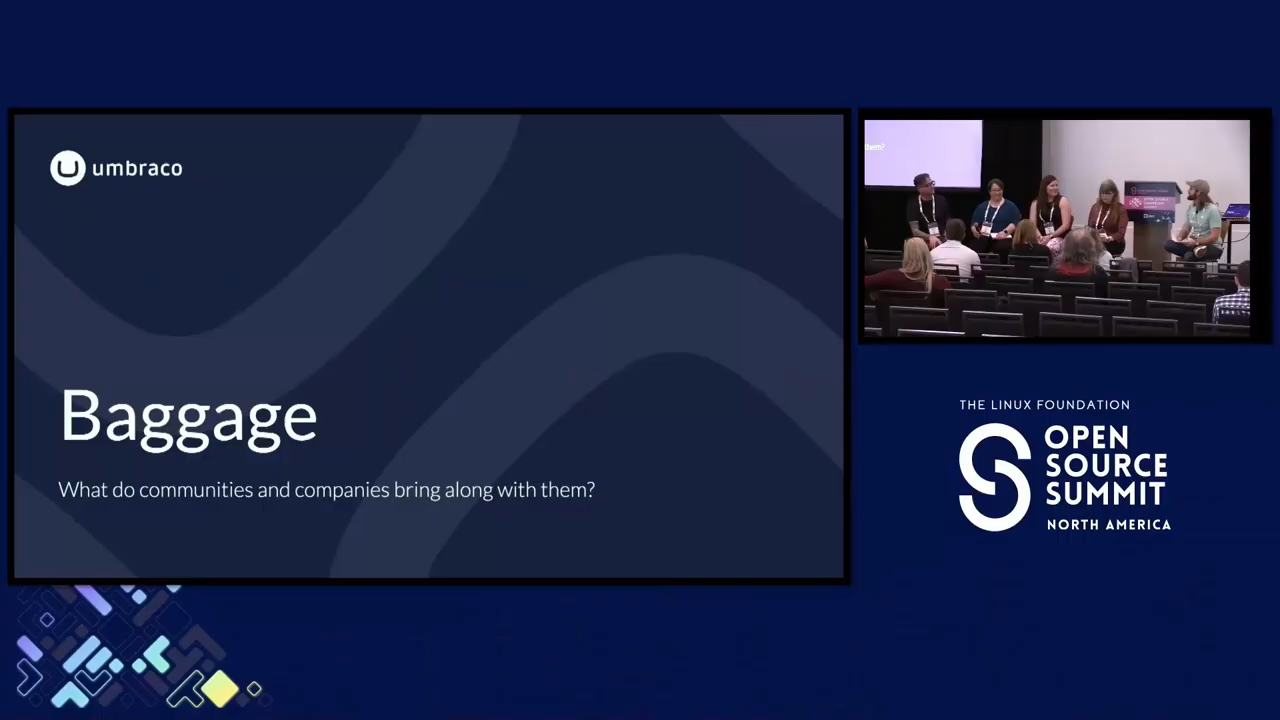 umbraco
Baggage
What do communities and companies bring along with them?
them?
THE LINUX FOUNDATION
OPEN
SOURCE
SUMMIT
NORTH AMERICA